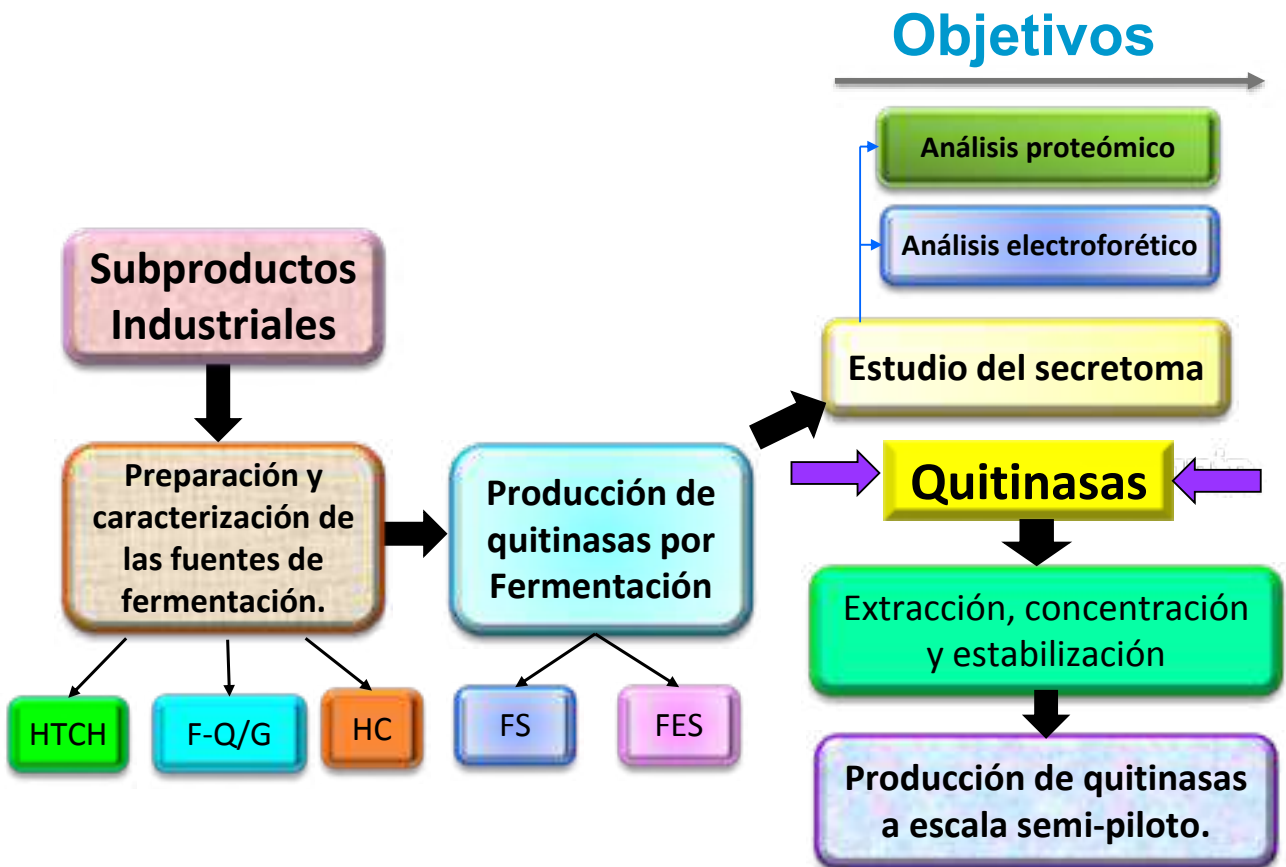 Objetivos
Análisis proteómico
Análisis electroforético
Subproductos
Industriales
Estudio del secretoma
Preparación y
caracterización de
las fuentes de
fermentación.
Producción de
quitinasas por
Fermentación
Quitinasas
Extracción, concentración
y estabilización
HTCH
F-Q/G
HC
FS
FES
Producción de quitinasas
a escala semi-piloto.